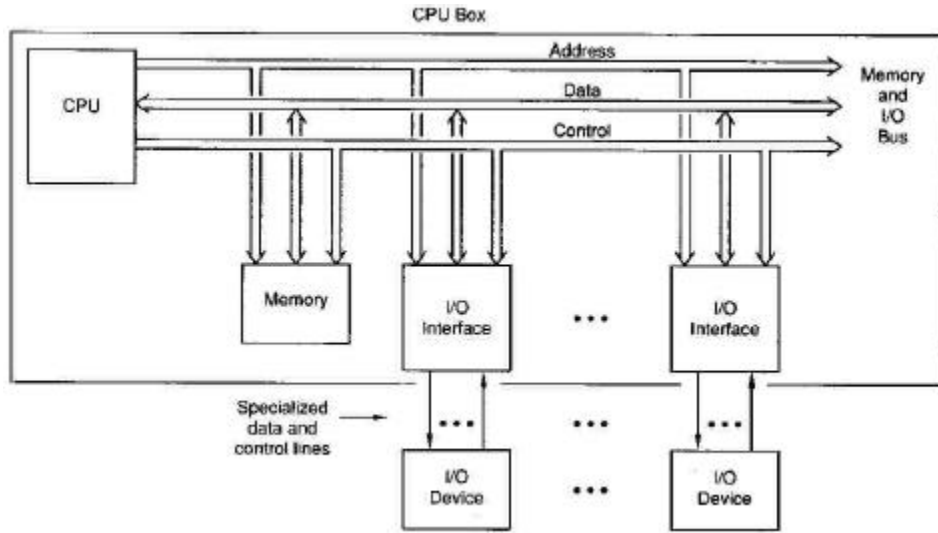 CPU Box
Address
CPU
Data
Control
Memory
and
I/O
Bus
Memory
I/O
Interface
I/O
Interface
Specialized
data and
control lines
I/O
Device
I/O
Device